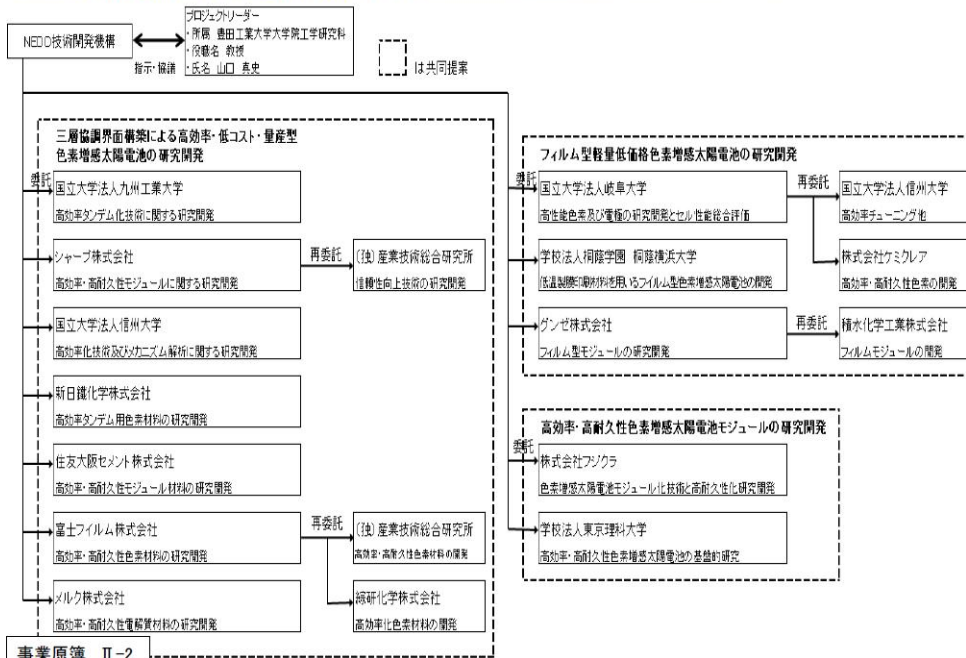 NEDO技術開発機構
指示・協議
プロジェクトリーダー
・所属 豊田工業大学大学院工学研究科
・役職名 教授
・氏名 山口 真史
は共同提案
三層協調界面構築による高効率・低コスト・量産型
色素増感太陽電池の研究開発
委託
国立大学法人九州工業大学
高効率タンデム化技術に関する研究開発
シャープ株式会社
高効率・高耐久性モジュールに関する研究開発
再委託
(独)産業技術総合研究所
信頼性向上技術の研究開発
国立大学法人信州大学
高効率化技術及びメカニズム解析に関する研究開発
新日鐵化学株式会社
高効率タンデム用色素材料の研究開発
住友大阪セメント株式会社
高効率・高耐久性モジュール材料の研究開発
富士フイルム株式会社
高効率・高耐久性色素材料の研究開発
再委託
(独)産業技術総合研究所
高効率・高耐久性色素材料の開発
綜研化学株式会社
高効率化色素材料の開発
メルク株式会社
高効率・高耐久性電解質材料の研究開発
フィルム型軽量低価格色素増感太陽電池の研究開発
委託
国立大学法人岐阜大学
高性能色素及び電極の研究開発とセル性能総合評価
再委託
国立大学法人信州大学
高効率チューニング他
株式会社ケミクレア
高効率・高耐久性色素の開発
学校法人桐蔭学園 桐蔭横浜大学
低温製膜印刷材料を用いるフイルム型色素増感太陽電池の開発
グンゼ株式会社
フィルム型モジュールの研究開発
再委託
積水化学工業株式会社
フィルムモジュールの開発
高効率・高耐久性色素増感太陽電池モジュールの研究開発
委託
株式会社フジクラ
色素増感太陽電池モジュール化技術と高耐久性化研究開発
学校法人東京理科大学
高効率・高耐久性色素増感太陽電池の基盤的研究
事業原簿 Ⅱ-2